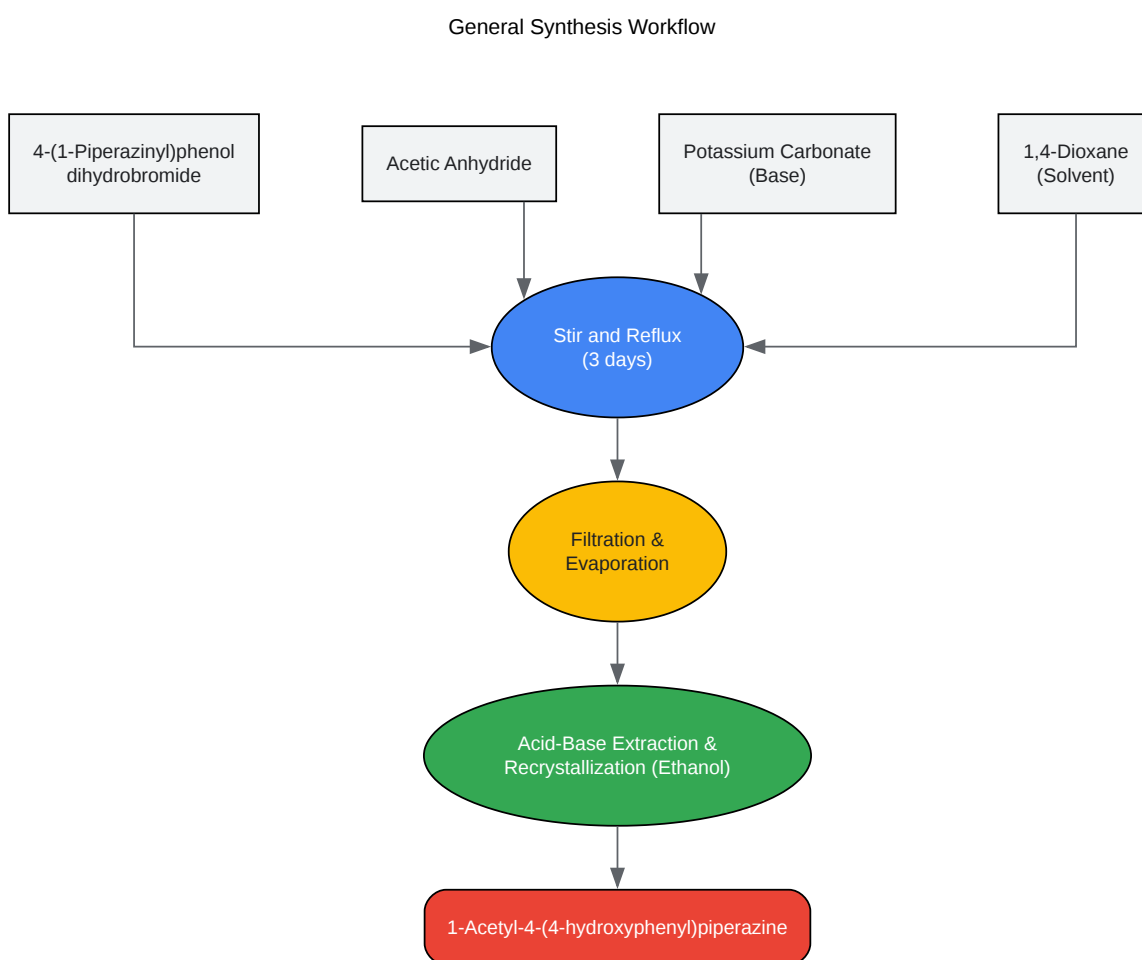 General Synthesis Workflow
4-(1-Piperazinyl)phenol
dihydrobromide
Acetic Anhydride
Potassium Carbonate
(Base)
1,4-Dioxane
(Solvent)
Stir and Reflux
(3 days)
Filtration &
Evaporation
Acid-Base Extraction &
Recrystallization (Ethanol)
1-Acetyl-4-(4-hydroxyphenyl)piperazine